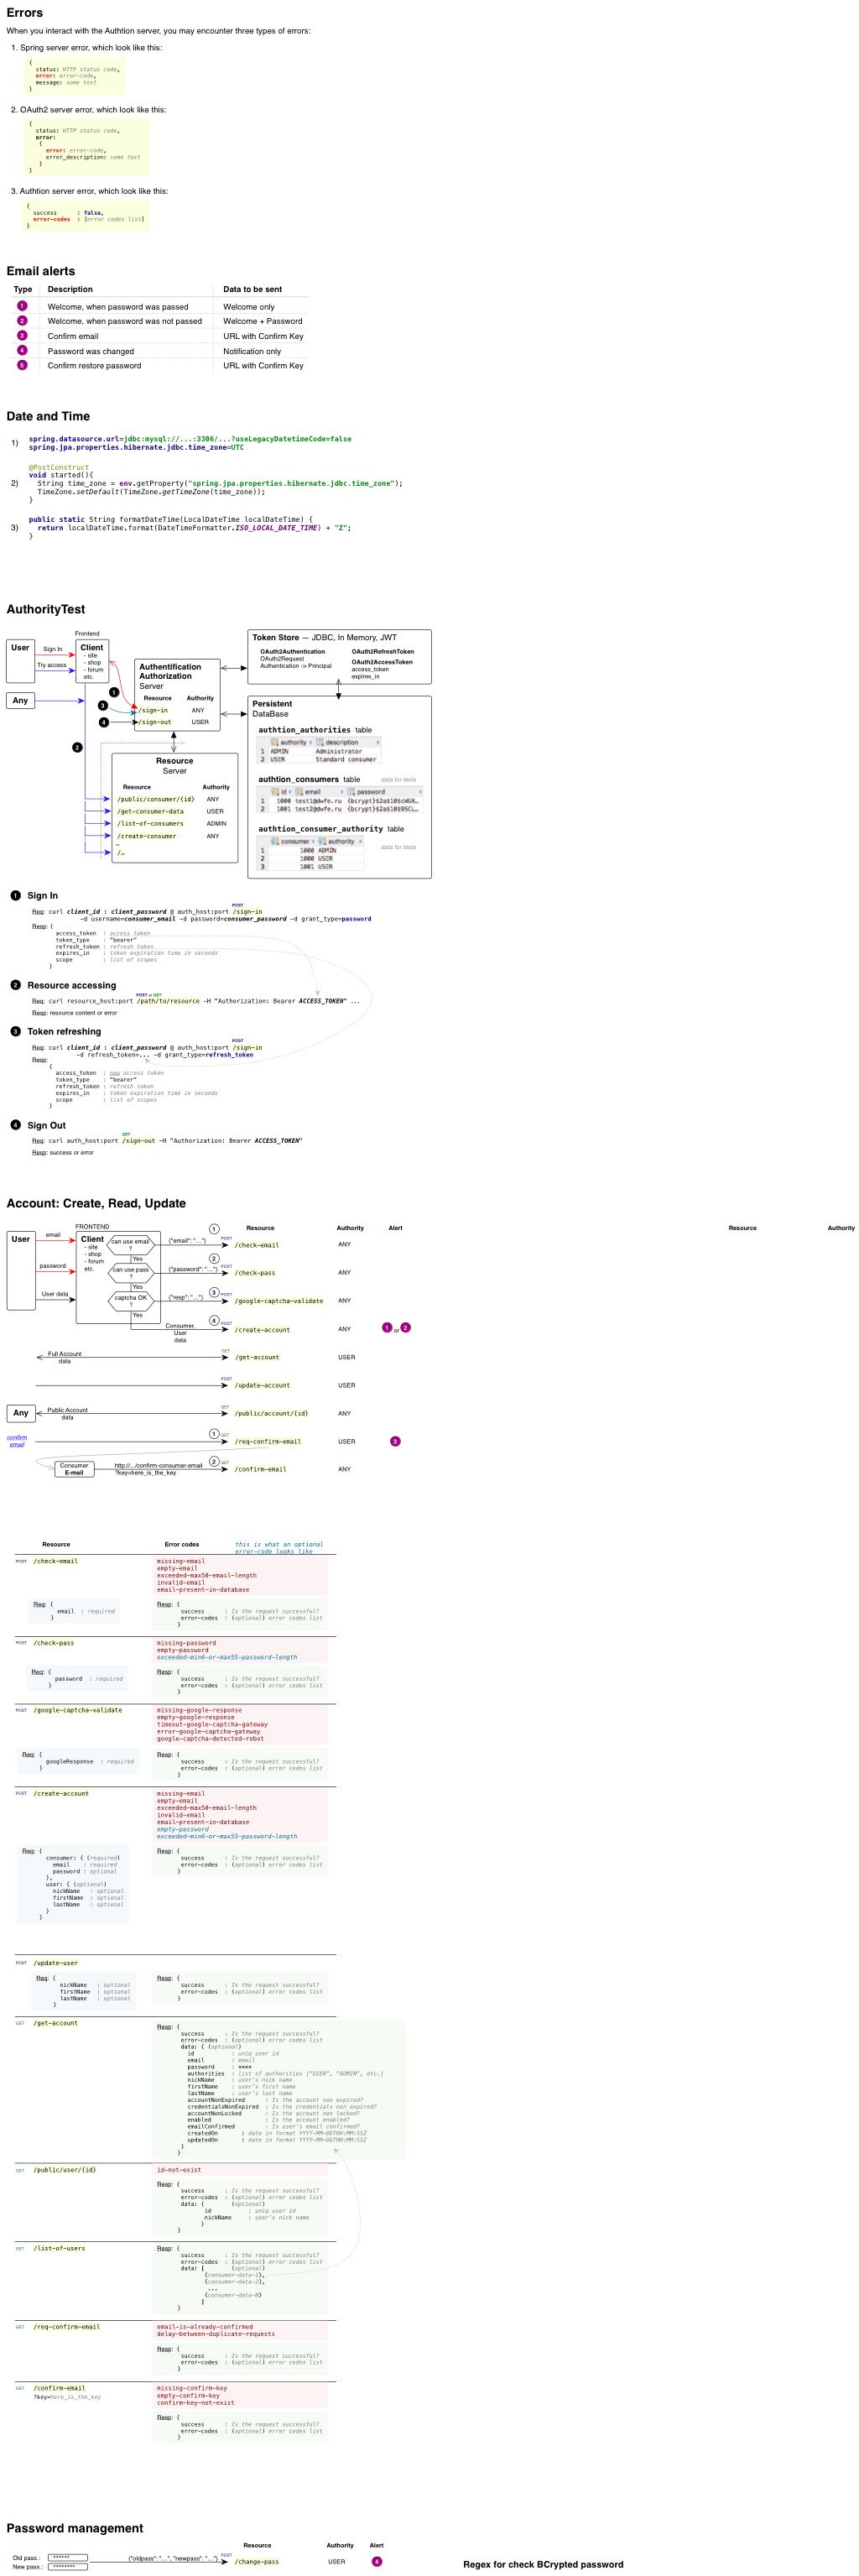 Errors
When you interact with the Authtion server, you may encounter three types of errors:
1. Spring server error, which look like this:
{
status: HTTP status code,
error: error-code,
message: some text
}
2. OAuth2 server error, which look like this:
{
status: HTTP status code,
error:
{
error: error-code,
error_description: some text
}
}
3. Authtion server error, which look like this:
{
success : false,
error-codes : [error codes list]
}
Email alerts
Type Description Data to be sent
1 Welcome, when password was passed Welcome only
2 Welcome, when password was not passed Welcome + Password
3 Confirm email URL with Confirm Key
4 Password was changed Notification only
5 Confirm restore password URL with Confirm Key
Date and Time
1) spring.datasource.url=jdbc:mysql://...:3306/...?useLegacyDatetimeCode=false
spring.jpa.properties.hibernate.jdbc.time_zone=UTC
@PostConstruct
void started(){
2) String time_zone = env.getProperty("spring.jpa.properties.hibernate.jdbc.time_zone");
TimeZone.setDefault(TimeZone.getTimeZone(time_zone));
}
public static String formatDateTime(LocalDateTime localDateTime) {
3) return localDateTime.format(DateTimeFormatter.ISO_LOCAL_DATE_TIME) + "Z";
}
AuthorityTest
User
Sign In
Try access
Any
Frontend
Client
- site
- shop
- forum
etc.
1
3
4
2
Authentification
Authorization
Server
Resource Authority
/sign-in ANY
/sign-out USER
Resource
Server
Resource Authority
/public/consumer/{id} ANY
/get-consumer-data USER
/list-of-consumers ADMIN
/create-consumer ANY
…
/…
Token Store — JDBC, In Memory, JWT
OAuth2Authentication
OAuth2Request
Authentication -> Principal
OAuth2RefreshToken
OAuth2AccessToken
access_token
expires_in
Persistent
DataBase
authtion_authorities table
authority description
1 ADMIN Administrator
2 USER Standard consumer
authtion_consumers table data for tests
id email password
1 1000 test1@dwfe.ru
2 1001 test2@dwfe.ru
authtion_consumer_authority table
consumer authority data for tests
1 1000 ADMIN
2 1000 USER
3 1001 USER
1 Sign In
POST
Req: curl client_id : client_password @ auth_host:port /sign-in
-d username=consumer_email -d password=consumer_password -d grant_type=password
Resp: {
access_token : access token
token_type : "bearer"
refresh_token : refresh token
expires_in : token expiration time in seconds
scope : list of scopes
}
2 Resource accessing
POST or GET
Req: curl resource_host:port /path/to/resource -H "Authorization: Bearer ACCESS_TOKEN" ...
Resp: resource content or error
3 Token refreshing
POST
Req: curl client_id : client_password @ auth_host:port /sign-in
-d refresh_token=... -d grant_type=refresh_token
Resp:
{
access_token : new access token
token_type : "bearer"
refresh_token : refresh token
expires_in : token expiration time in seconds
scope : list of scopes
}
4 Sign Out
GET
Req: curl auth_host:port /sign-out -H "Authorization: Bearer ACCESS_TOKEN"
Resp: success or error
Account: Create, Read, Update
Resource Authority Alert Resource Authority
User
email
password
User data
FRONTEND
Client
- site
- shop
- forum
etc.
can use email
?
Yes
can use pass
?
Yes
captcha OK
?
Yes
{"email": "..."} 1 POST /check-email ANY
{"password": "..."} 2 POST /check-pass ANY
{"resp": "..."} 3 POST /google-captcha-validate ANY
Consumer,
User
data
4 POST /create-account ANY 1 or 2
Full Account
data
GET /get-account USER
POST /update-account USER
Any
Public Account
data
GET /public/account/{id} ANY
confirm
email
1 GET /req-confirm-email USER 3
Consumer
E-mail
http://.../confirm-consumer-email
?key=here_is_the_key
2 GET /confirm-email ANY
Resource Error codes this is what an optional
error-code looks like
POST /check-email
missing-email
empty-email
exceeded-max50-email-length
invalid-email
email-present-in-database
Req: {
email : required
}
Resp: {
success : Is the request successful?
error-codes : (optional) error codes list
}
POST /check-pass
missing-password
empty-password
exceeded-min6-or-max55-password-length
Req: {
password : required
}
Resp: {
success : Is the request successful?
error-codes : (optional) error codes list
}
POST /google-captcha-validate
missing-google-response
empty-google-response
timeout-google-captcha-gateway
error-google-captcha-gateway
google-captcha-detected-robot
Req: {
googleResponse : required
}
Resp: {
success : Is the request successful?
error-codes : (optional) error codes list
}
POST /create-account
missing-email
empty-email
exceeded-max50-email-length
invalid-email
email-present-in-database
empty-password
exceeded-min6-or-max55-password-length
Req: {
consumer: { (required)
email : required
password : optional
},
user: { (optional)
nickName : optional
firstName : optional
lastName : optional
}
}
Resp: {
success : Is the request successful?
error-codes : (optional) error codes list
}
POST /update-user
Req: {
nickName : optional
firstName : optional
lastName : optional
}
Resp: {
success : Is the request successful?
error-codes : (optional) error codes list
}
GET /get-account
Resp: {
success : Is the request successful?
error-codes : (optional) error codes list
data: { (optional)
id : uniq user id
email : email
password : ****
authorities : list of authorities ["USER", "ADMIN", etc.]
nickName : user's nick name
firstName : user's first name
lastName : user's last name
accountNonExpired : Is the account non expired?
credentialsNonExpired : Is the credentials non expired?
accountNonLocked : Is the account non locked?
enabled : Is the account enabled?
emailConfirmed : Is user's email confirmed?
createdOn : date in format YYYY-MM-DDTHH:MM:SSZ
updatedOn : date in format YYYY-MM-DDTHH:MM:SSZ
}
}
GET /public/user/{id}
id-not-exist
Resp: {
success : Is the request successful?
error-codes : (optional) error codes list
data: { (optional)
id : uniq user id
nickName : user's nick name
}
}
GET /list-of-users
Resp: {
success : Is the request successful?
error-codes : (optional) error codes list
data: [ (optional)
{consumer-data-1},
{consumer-data-2},
...
{consumer-data-N}
]
}
GET /req-confirm-email
email-is-already-confirmed
delay-between-duplicate-requests
Resp: {
success : Is the request successful?
error-codes : (optional) error codes list
}
GET /confirm-email
?key=here_is_the_key
missing-confirm-key
empty-confirm-key
confirm-key-not-exist
Resp: {
success : Is the request successful?
error-codes : (optional) error codes list
}
Password management
Resource Authority Alert
Old pass.: ******
New pass.: ********
{"oldpass": "...", "newpass": "..."} POST /change-pass USER 4
Regex for check BCrypted password